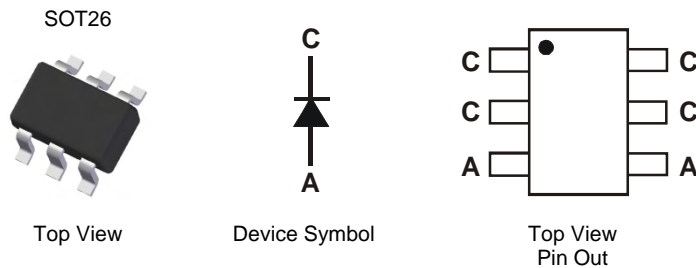 SOT26
Top View
C
A
Device Symbol
C C
C C
A A
Top View
Pin Out